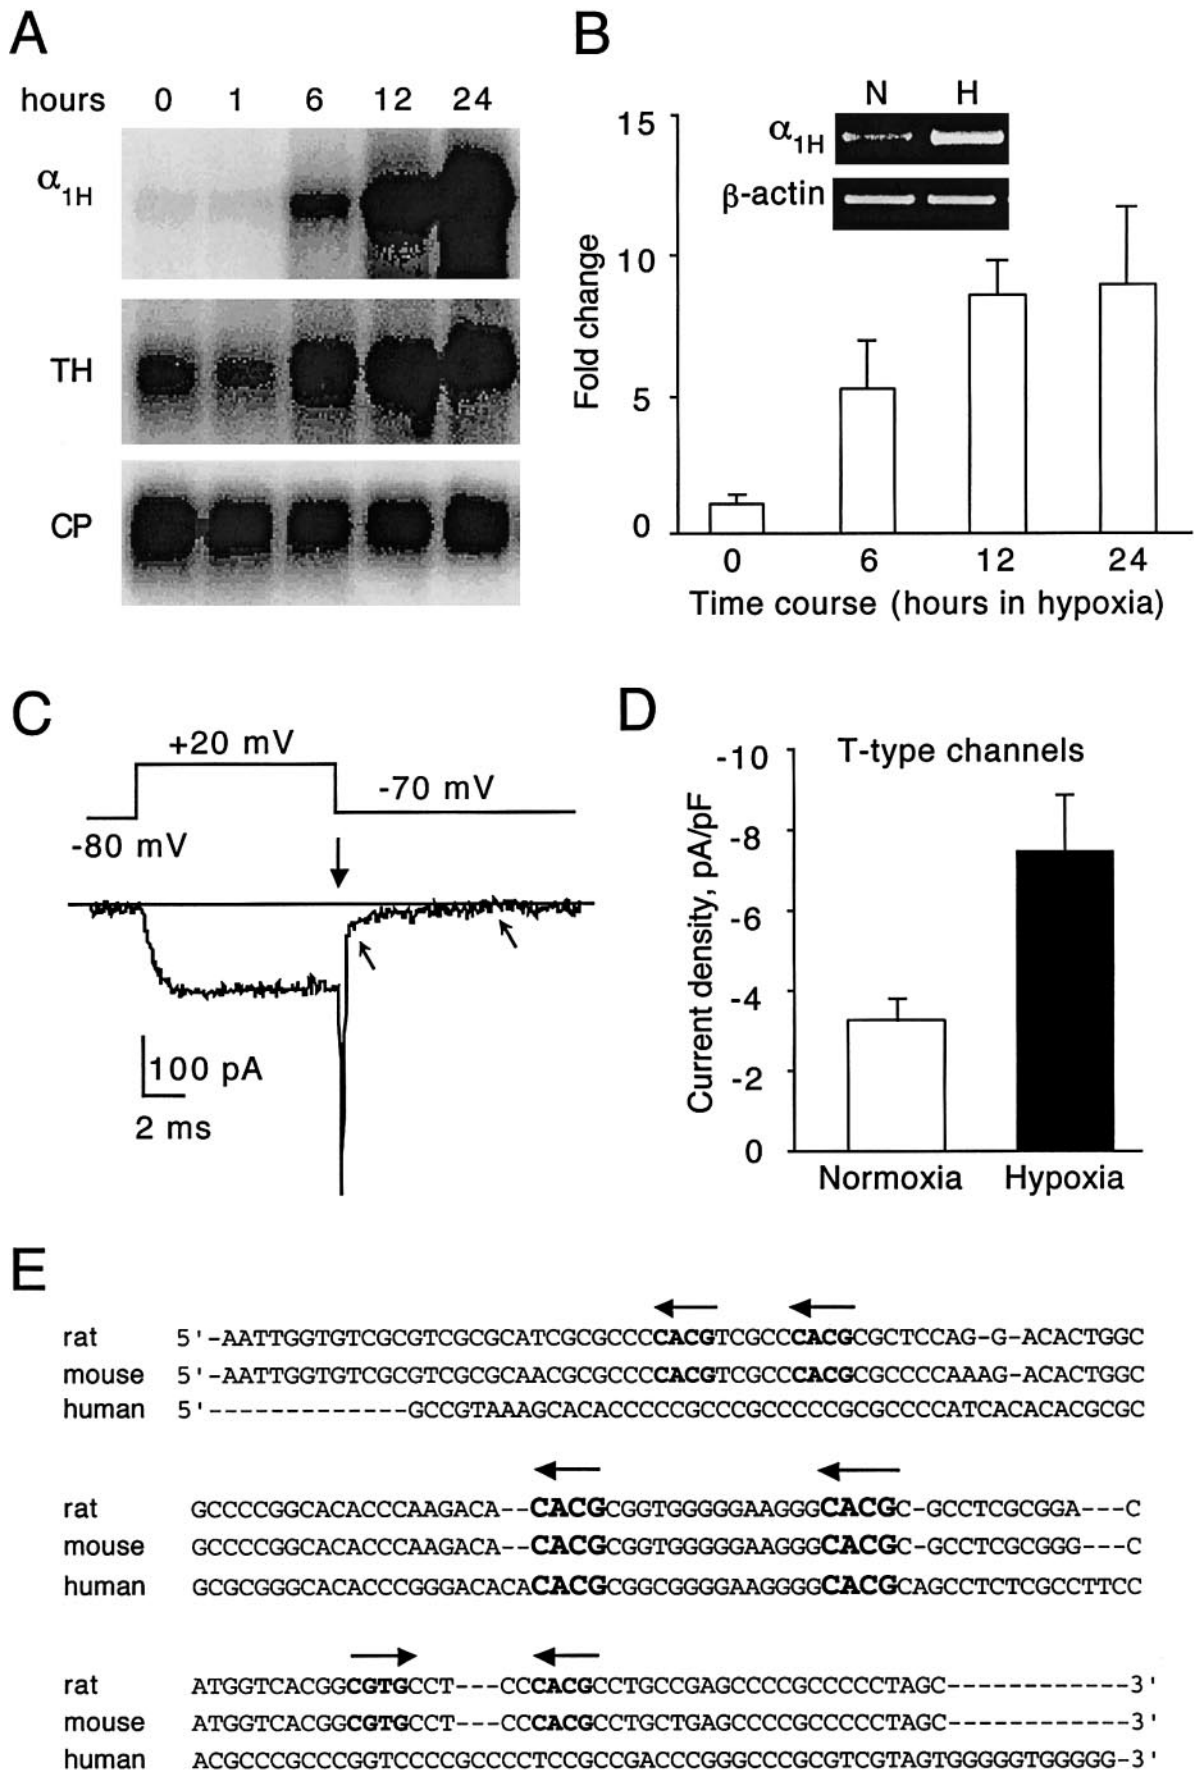 A
hours 0 1 6 12 24
α1H
TH
CP
B
N H
α1H
β-actin
15
10
5
0
Fold change
0 6 12 24
Time course (hours in hypoxia)
C
+20 mV
-70 mV
-80 mV
100 pA
2 ms
D
T-type channels
-10
-8
-6
-4
-2
0
Current density, pA/pF
Normoxia Hypoxia
E
rat 5'-AATTGGTGTCGCGTCGCGCATCGCGCCCCACGTCGCCCACGCGCTCCAG-G-ACACTGGC
mouse 5'-AATTGGTGTCGCGTCGCGCAACGCGCCCCACGTCGCCCACGCGCCCCAAAG-ACACTGGC
human 5'-------------GCCGTAAAGCACACCCCCGCCCGCCCCCGCGCCCCATCACACACGCGC
rat GCCCCGGCACACCCAAGACA--CACGCGGTGGGGGAAGGGCACGC-GCCTCGCGGA---C
mouse GCCCCGGCACACCCAAGACA--CACGCGGTGGGGGAAGGGCACGC-GCCTCGCGGG---C
human GCGCGGGCACACCCGGGACACACACGCGGCGGGGAAGGGGCACGCAGCCTCTCGCCTTCC
rat ATGGTCACGGCGTGCCT---CCCACGCCTGCCGAGCCCCGCCCCCTAGC------------3'
mouse ATGGTCACGGCGTGCCT---CCCACGCCTGCTGAGCCCCGCCCCCTAGC------------3'
human ACGCCCGCCCGGTCCCCGCCCCTCCGCCGACCCGGGCCCGCGTCGTAGTGGGGGTGGGGG-3'